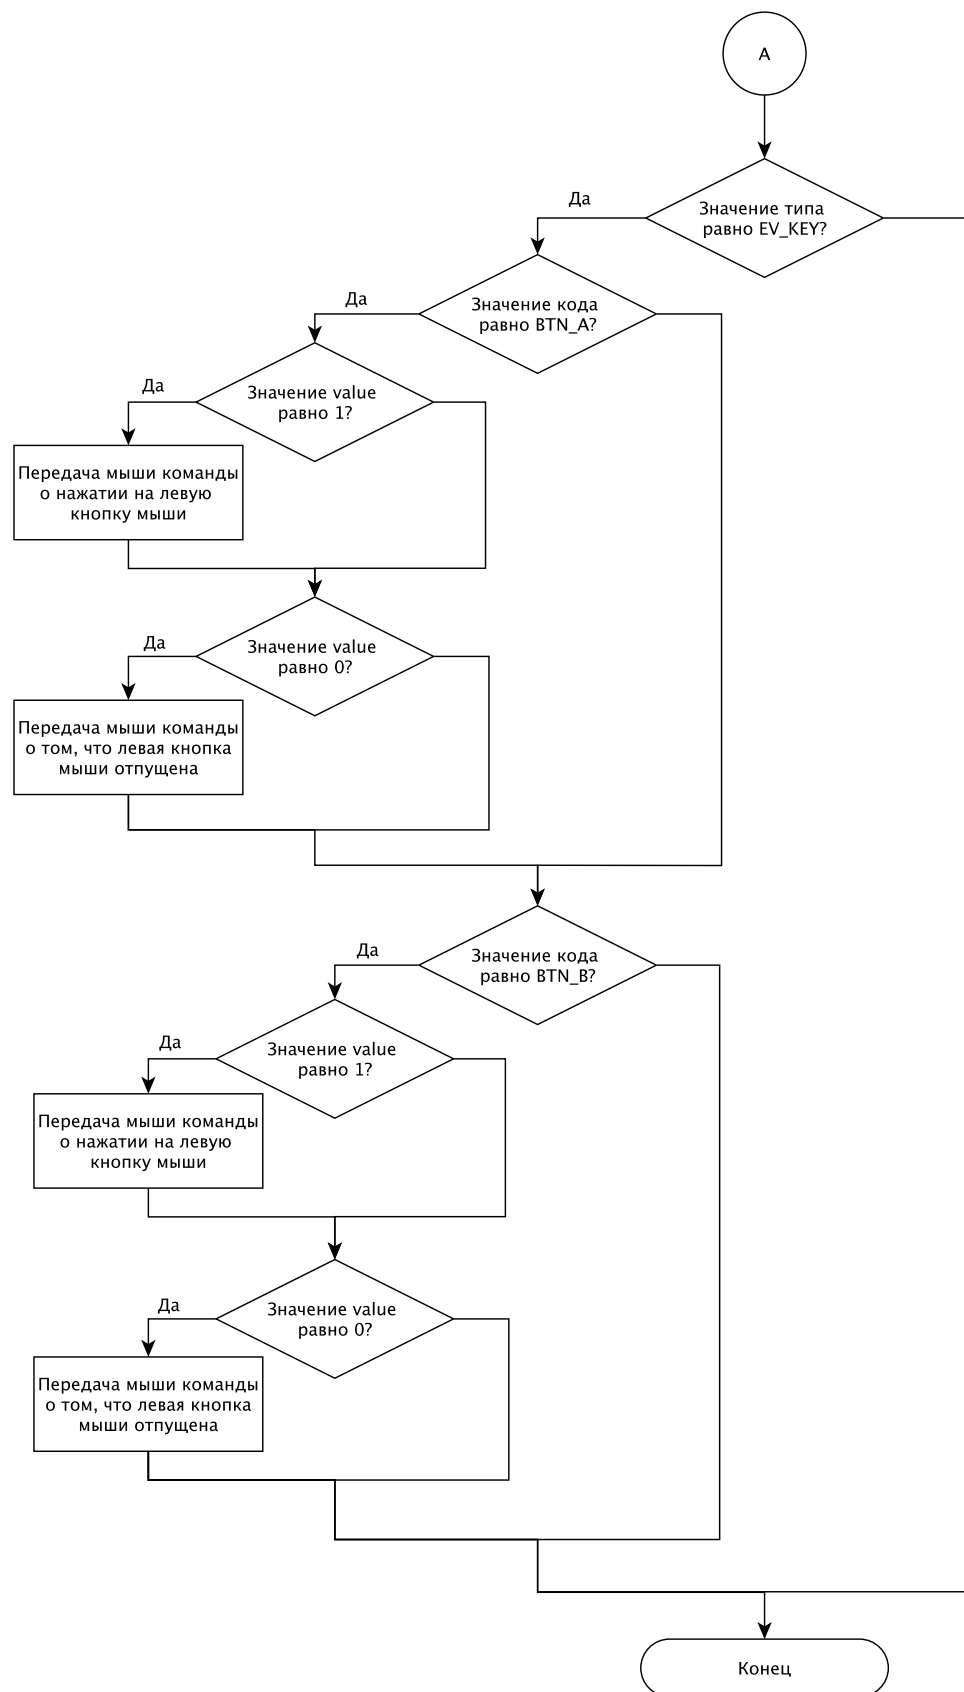 А
Значение типа
равно EV_KEY?
Да
Значение кода
равно BTN_A?
Да
Значение value
равно 1?
Да
Передача мыши команды
о нажатии на левую
кнопку мыши
Значение value
равно 0?
Да
Передача мыши команды
о том, что левая кнопка
мыши отпущена
Значение кода
равно BTN_B?
Да
Значение value
равно 1?
Да
Передача мыши команды
о нажатии на левую
кнопку мыши
Значение value
равно 0?
Да
Передача мыши команды
о том, что левая кнопка
мыши отпущена
Конец